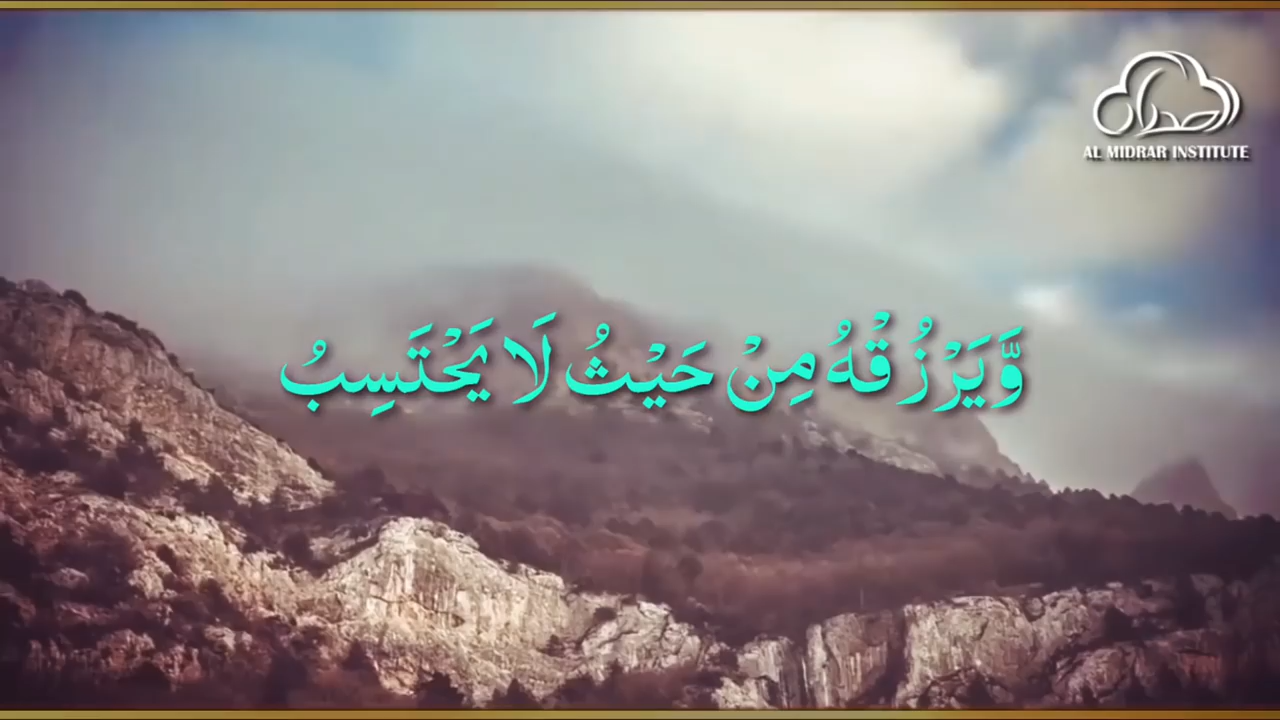 AL MIDRAR INSTITUTE
وَّيَرْزُقْهُ مِنْ حَيْثُ لَا يَحْتَسِبُ